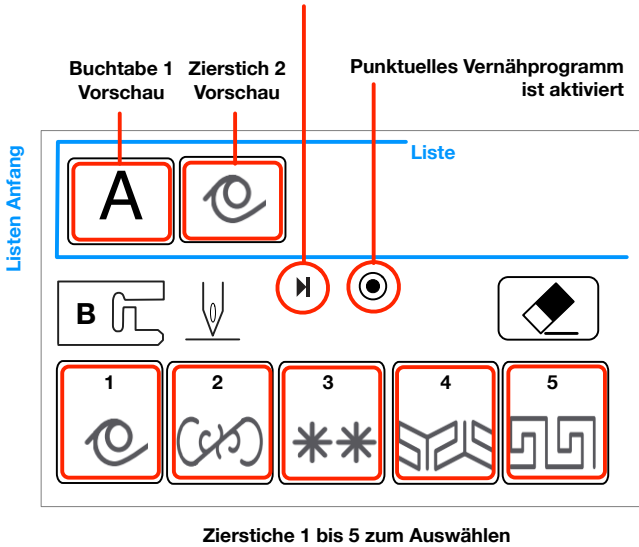 Buchtabe 1
Vorschau
Zierstich 2
Vorschau
Punktuelles Vernähprogramm
ist aktiviert
Listen Anfang
Liste
A
B
1
2
3
4
5
Zierstiche 1 bis 5 zum Auswählen